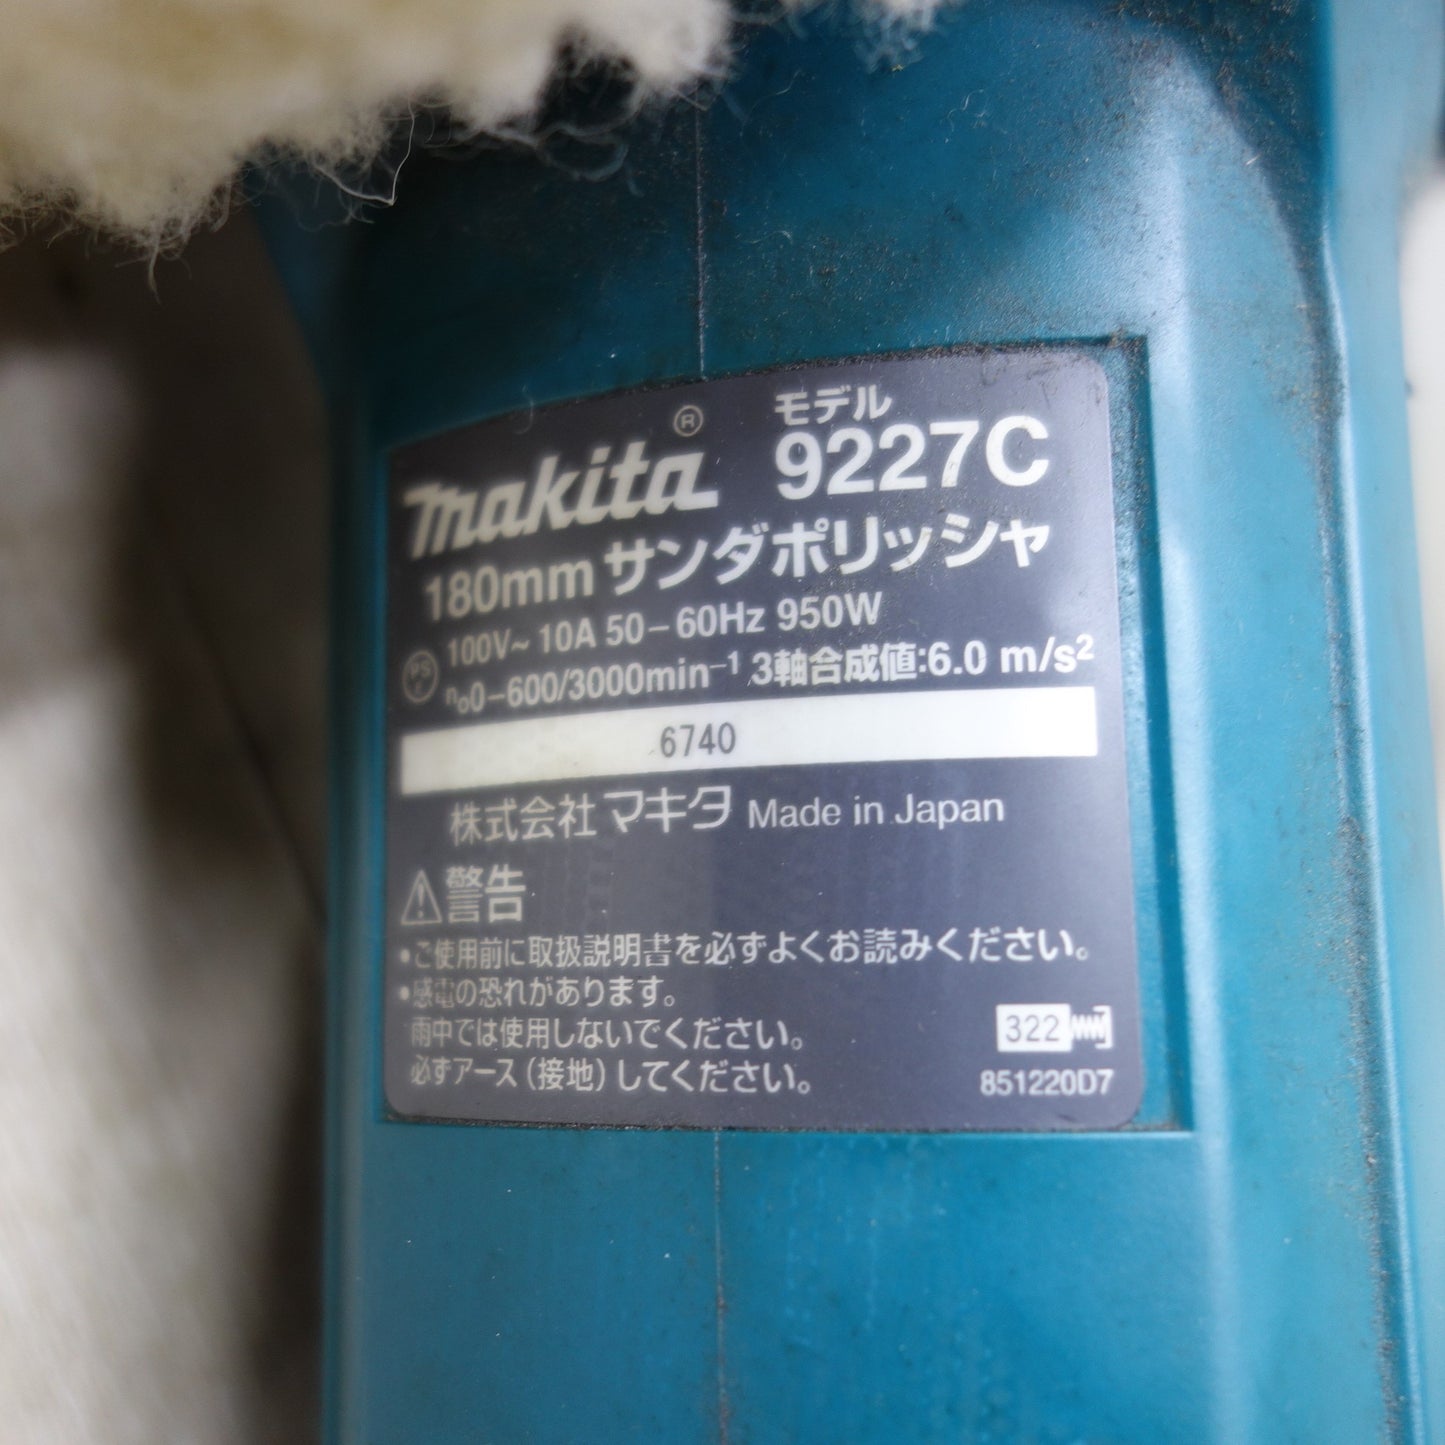 makita®
モデル
9227C
180mm サンダポリッシャ
PS E
100V~ 10A 50-60Hz 950W
n₀0-600/3000min⁻¹ 3軸合成値:6.0 m/s²
6740
株式会社 マキタ Made in Japan
警告
•ご使用前に取扱説明書を必ずよくお読みください。
•感電の恐れがあります。
雨中では使用しないでください。
必ずアース(接地)してください。
322
851220D7